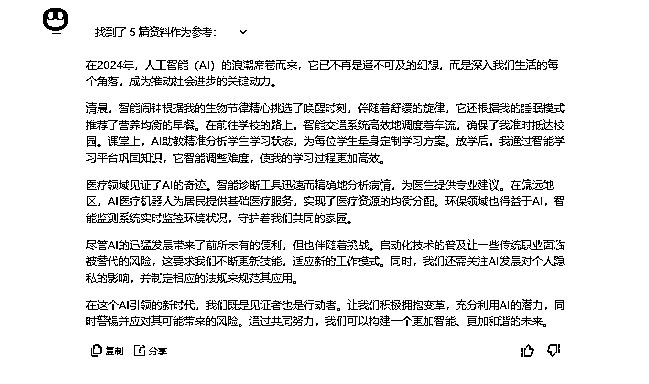 找到了 5 篇资料作为参考：
在2024年，人工智能（AI）的浪潮席卷而来，它已不再是遥不可及的幻想，而是深入我们生活的每
个角落，成为推动社会进步的关键动力。
清晨，智能闹钟根据我的生物节律精心挑选了唤醒时刻，伴随着舒缓的旋律，它还根据我的睡眠模式
推荐了营养均衡的早餐。在前往学校的路上，智能交通系统高效地调度着车流，确保了我准时抵达校
园。课堂上，AI助教精准分析学生学习状态，为每位学生量身定制学习方案。放学后，我通过智能学
习平台巩固知识，它智能调整难度，使我的学习过程更加高效。
医疗领域见证了AI的奇迹。智能诊断工具迅速而精确地分析病情，为医生提供专业建议。在偏远地
区，AI医疗机器人为居民提供基础医疗服务，实现了医疗资源的均衡分配。环保领域也得益于AI，智
能监测系统实时监控环境状况，守护着我们共同的家园。
尽管AI的迅猛发展带来了前所未有的便利，但也伴随着挑战。自动化技术的普及让一些传统职业面临
被替代的风险，这要求我们不断更新技能，适应新的工作模式。同时，我们还需关注AI发展对个人隐
私的影响，并制定相应的法规来规范其应用。
在这个AI引领的新时代，我们既是见证者也是行动者。让我们积极拥抱变革，充分利用AI的潜力，同
时警惕并应对其可能带来的风险。通过共同努力，我们可以构建一个更加智能、更加和谐的未来。
复制 分享